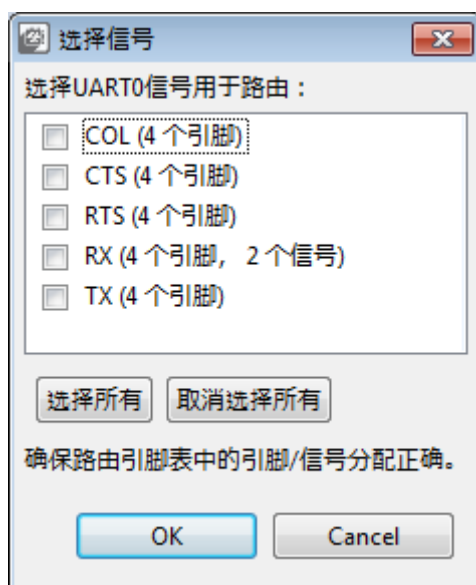 选择信号
选择UART0信号用于路由：
COL (4 个引脚)
CTS (4 个引脚)
RTS (4 个引脚)
RX (4 个引脚， 2 个信号)
TX (4 个引脚)
选择所有 取消选择所有
确保路由引脚表中的引脚/信号分配正确。
OK Cancel